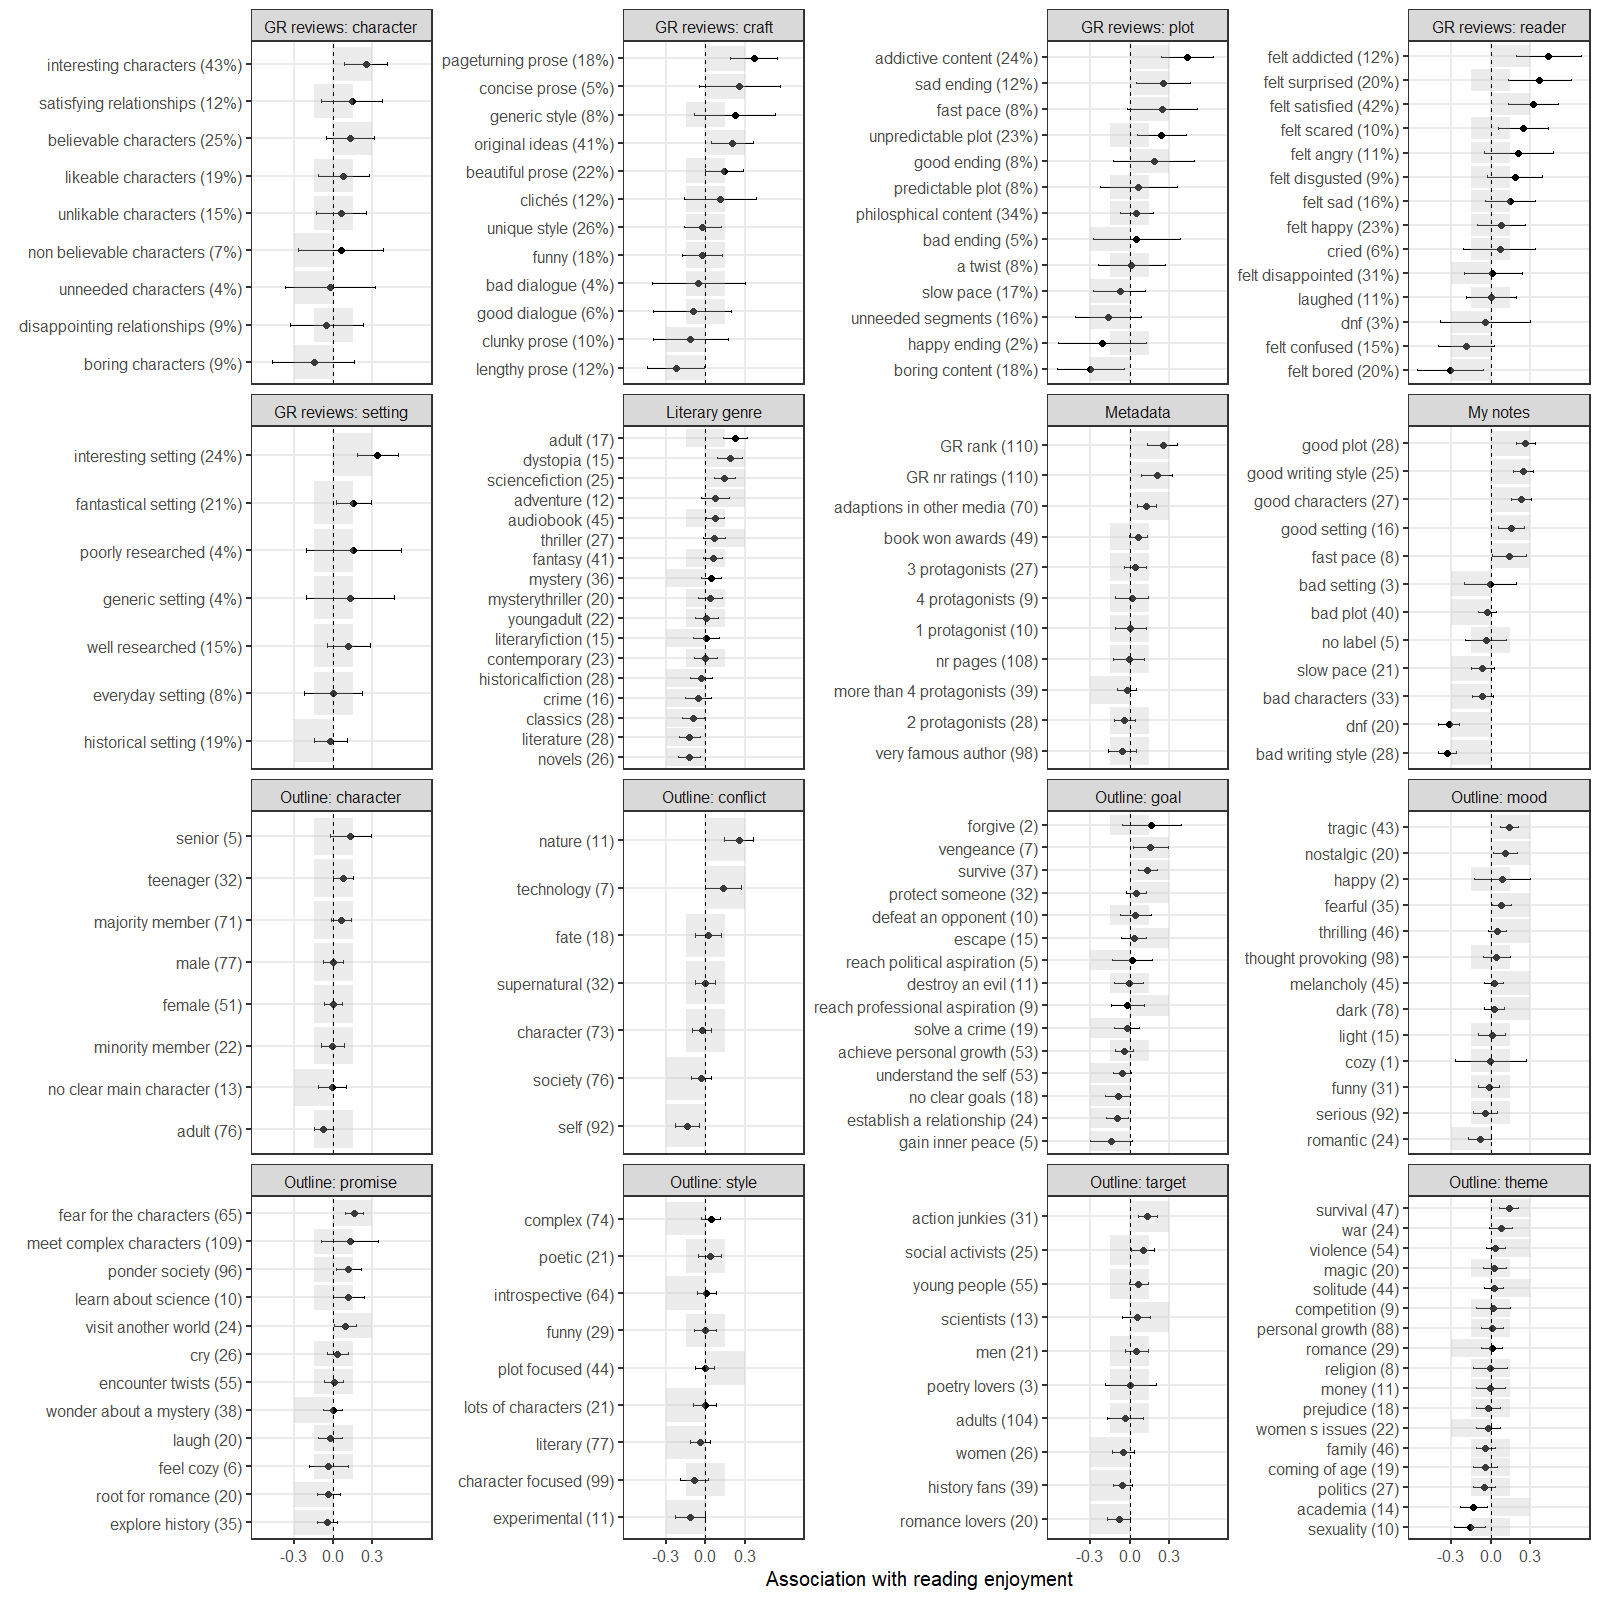 GR reviews: character
interesting characters (43%)
satisfying relationships (12%)
believable characters (25%)
likeable characters (19%)
unlikable characters (15%)
non believable characters (7%)
unneeded characters (4%)
disappointing relationships (9%)
boring characters (9%)
GR reviews: craft
pageturning prose (18%)
concise prose (5%)
generic style (8%)
original ideas (41%)
beautiful prose (22%)
clichés (12%)
unique style (26%)
funny (18%)
bad dialogue (4%)
good dialogue (6%)
clunky prose (10%)
lengthy prose (12%)
GR reviews: plot
addictive content (24%)
sad ending (12%)
fast pace (8%)
unpredictable plot (23%)
good ending (8%)
predictable plot (8%)
philosphical content (34%)
bad ending (5%)
a twist (8%)
slow pace (17%)
unneeded segments (16%)
happy ending (2%)
boring content (18%)
GR reviews: reader
felt addicted (12%)
felt surprised (20%)
felt satisfied (42%)
felt scared (10%)
felt angry (11%)
felt disgusted (9%)
felt sad (16%)
felt happy (23%)
cried (6%)
felt disappointed (31%)
laughed (11%)
dnf (3%)
felt confused (15%)
felt bored (20%)
GR reviews: setting
interesting setting (24%)
fantastical setting (21%)
poorly researched (4%)
generic setting (4%)
well researched (15%)
everyday setting (8%)
historical setting (19%)
Literary genre
adult (17)
dystopia (15)
sciencefiction (25)
adventure (12)
audiobook (45)
thriller (27)
fantasy (41)
mystery (36)
mysterythriller (20)
youngadult (22)
literaryfiction (15)
contemporary (23)
historicalfiction (28)
crime (16)
classics (28)
literature (28)
novels (26)
Metadata
GR rank (110)
GR nr ratings (110)
adaptions in other media (70)
book won awards (49)
3 protagonists (27)
4 protagonists (9)
1 protagonist (10)
nr pages (108)
more than 4 protagonists (39)
2 protagonists (28)
very famous author (98)
My notes
good plot (28)
good writing style (25)
good characters (27)
good setting (16)
fast pace (8)
bad setting (3)
bad plot (40)
no label (5)
slow pace (21)
bad characters (33)
dnf (20)
bad writing style (28)
Outline: character
senior (5)
teenager (32)
majority member (71)
male (77)
female (51)
minority member (22)
no clear main character (13)
adult (76)
Outline: conflict
nature (11)
technology (7)
fate (18)
supernatural (32)
character (73)
society (76)
self (92)
Outline: goal
forgive (2)
vengeance (7)
survive (37)
protect someone (32)
defeat an opponent (10)
escape (15)
reach political aspiration (5)
destroy an evil (11)
reach professional aspiration (9)
solve a crime (19)
achieve personal growth (53)
understand the self (53)
no clear goals (18)
establish a relationship (24)
gain inner peace (5)
Outline: mood
tragic (43)
nostalgic (20)
happy (2)
fearful (35)
thrilling (46)
thought provoking (98)
melancholy (45)
dark (78)
light (15)
cozy (1)
funny (31)
serious (92)
romantic (24)
Outline: promise
fear for the characters (65)
meet complex characters (109)
ponder society (96)
learn about science (10)
visit another world (24)
cry (26)
encounter twists (55)
wonder about a mystery (38)
laugh (20)
feel cozy (6)
root for romance (20)
explore history (35)
-0.3 0.0 0.3
Outline: style
complex (74)
poetic (21)
introspective (64)
funny (29)
plot focused (44)
lots of characters (21)
literary (77)
character focused (99)
experimental (11)
-0.3 0.0 0.3
Outline: target
action junkies (31)
social activists (25)
young people (55)
scientists (13)
men (21)
poetry lovers (3)
adults (104)
women (26)
history fans (39)
romance lovers (20)
-0.3 0.0 0.3
Outline: theme
survival (47)
war (24)
violence (54)
magic (20)
solitude (44)
competition (9)
personal growth (88)
romance (29)
religion (8)
money (11)
prejudice (18)
women s issues (22)
family (46)
coming of age (19)
politics (27)
academia (14)
sexuality (10)
-0.3 0.0 0.3
Association with reading enjoyment